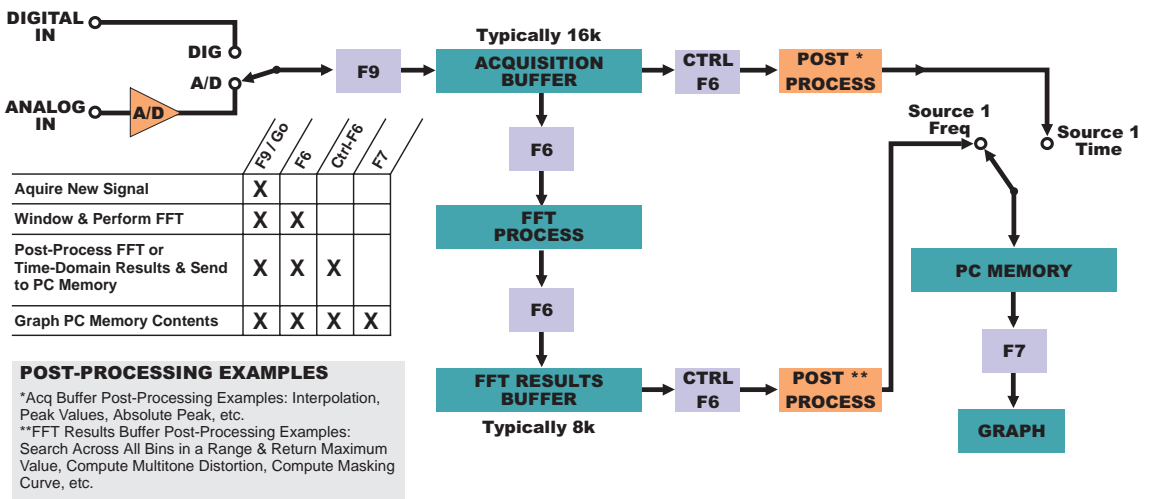 DIGITAL
IN
DIG
A/D
ANALOG
IN
A/D
F9
Typically 16k
ACQUISITION
BUFFER
CTRL
F6
POST *
PROCESS
Source 1
Freq
Source 1
Time
F6
FFT
PROCESS
F6
FFT RESULTS
BUFFER
Typically 8k
CTRL
F6
POST **
PROCESS
PC MEMORY
F7
GRAPH
F9 / Go
F6
Ctrl-F6
F7
Aquire New Signal X
Window & Perform FFT X X
Post-Process FFT or
Time-Domain Results & Send X X X
to PC Memory
Graph PC Memory Contents X X X X
POST-PROCESSING EXAMPLES
*Acq Buffer Post-Processing Examples: Interpolation,
Peak Values, Absolute Peak, etc.
**FFT Results Buffer Post-Processing Examples:
Search Across All Bins in a Range & Return Maximum
Value, Compute Multitone Distortion, Compute Masking
Curve, etc.